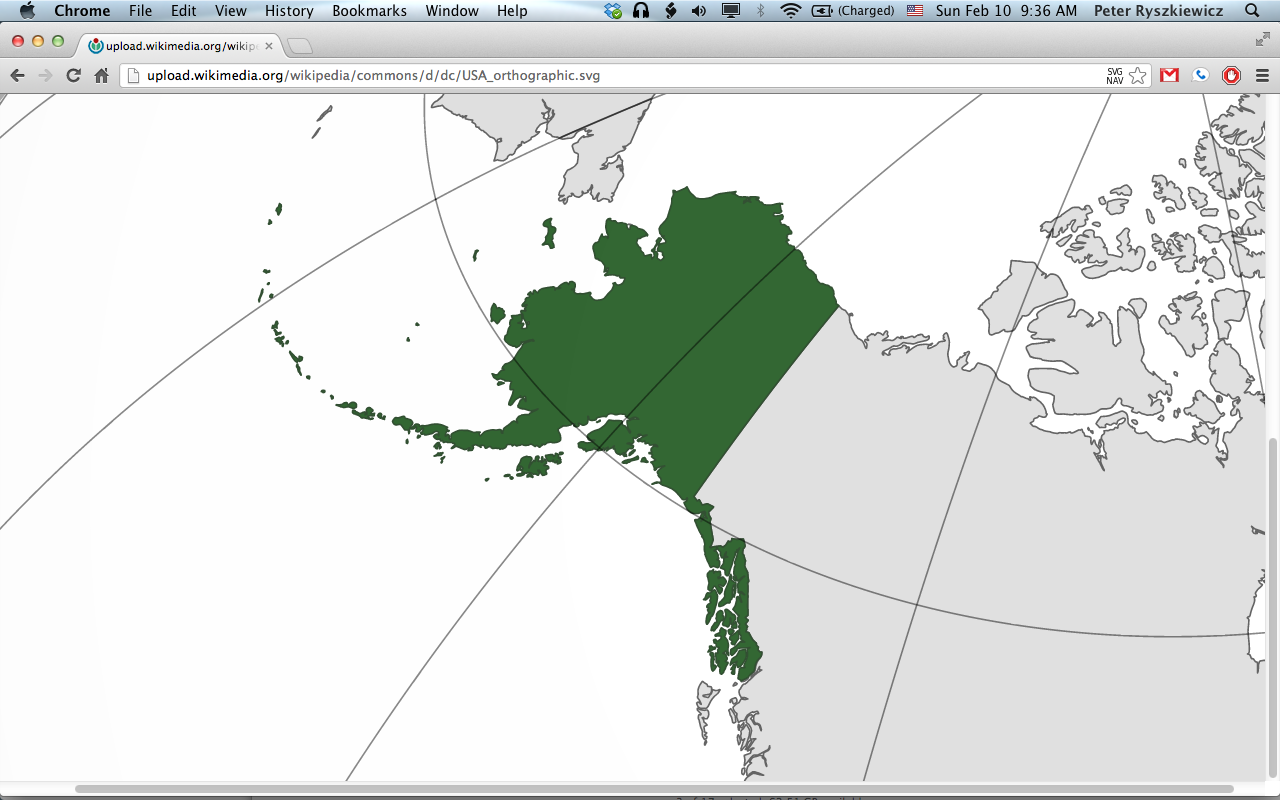 Chrome File Edit View History Bookmarks Window Help (Charged) Sun Feb 10 9:36 AM Peter Ryszkiewicz
upload.wikimedia.org/wikip
upload.wikimedia.org/wikipedia/commons/d/dc/USA_orthographic.svg SVG
NAV